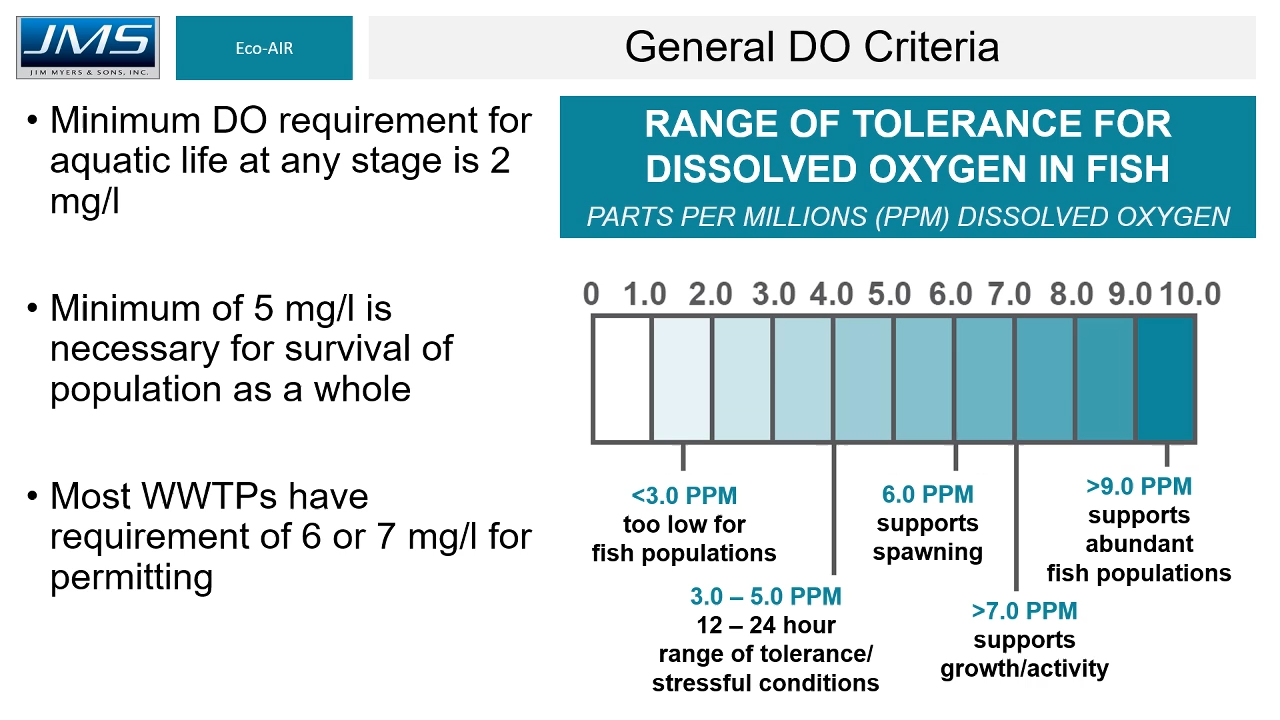 JMS
JIM MYERS & SONS, INC.
Eco-AIR
General DO Criteria
• Minimum DO requirement for
aquatic life at any stage is 2
mg/l
• Minimum of 5 mg/l is
necessary for survival of
population as a whole
• Most WWTPs have
requirement of 6 or 7 mg/l for
permitting
RANGE OF TOLERANCE FOR
DISSOLVED OXYGEN IN FISH
PARTS PER MILLIONS (PPM) DISSOLVED OXYGEN
0 1.0 2.0 3.0 4.0 5.0 6.0 7.0 8.0 9.0 10.0
<3.0 PPM
too low for
fish populations
3.0 – 5.0 PPM
12 – 24 hour
range of tolerance/
stressful conditions
6.0 PPM
supports
spawning
>7.0 PPM
supports
growth/activity
>9.0 PPM
supports
abundant
fish populations